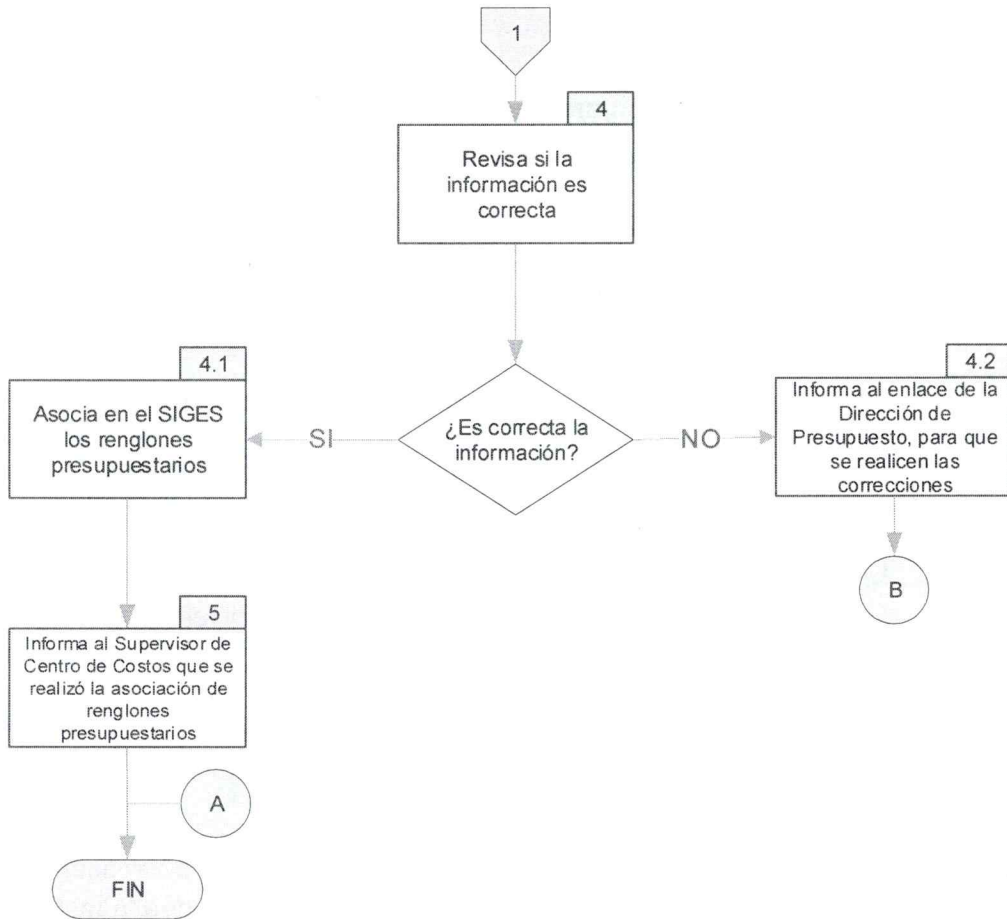 1
4
Revisa si la
información es
correcta
¿Es correcta la
información?
SI
NO
4.1
Asocia en el SIGES
los renglones
presupuestarios
4.2
Informa al enlace de la
Dirección de
Presupuesto, para que
se realicen las
correcciones
B
5
Informa al Supervisor de
Centro de Costos que se
realizó la asociación de
renglones
presupuestarios
A
FIN